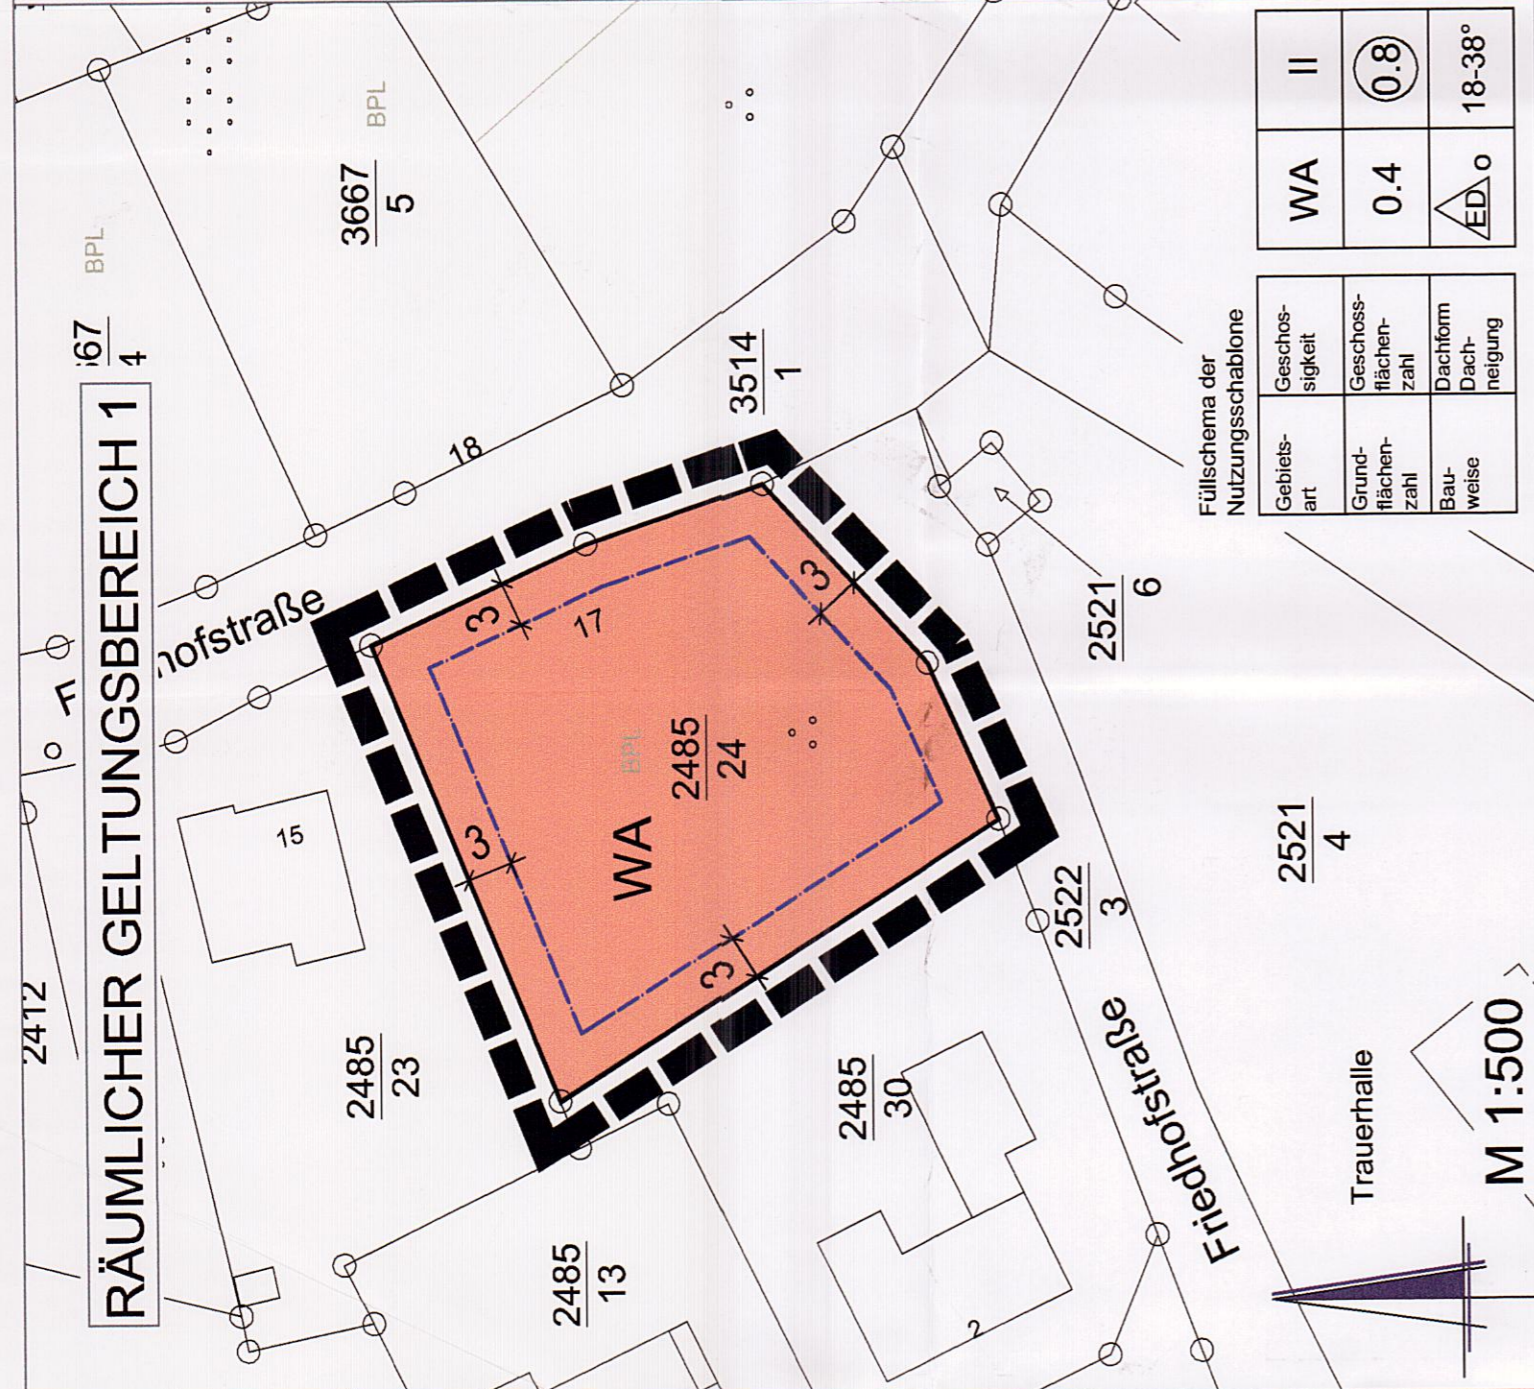 RÄUMLICHER GELTUNGSBEREICH 1
2412
67
4
BPL
3667
5
BPL
F
hofstraße
18
15
2485
23
3
3
17
3
3
WA
BPL
2485
24
3514
1
2485
13
2485
30
2
2522
3
2521
6
2521
4
Friedhofstraße
Trauerhalle
M 1:500
Füllschema der
Nutzungsschablone
Gebiets-
art
Geschos-
sigkeit
Grund-
flächen-
zahl
Geschoss-
flächen-
zahl
Bau-
weise
Dachform
Dach-
neigung
WA
II
0.4
0.8
ED o
18-38°